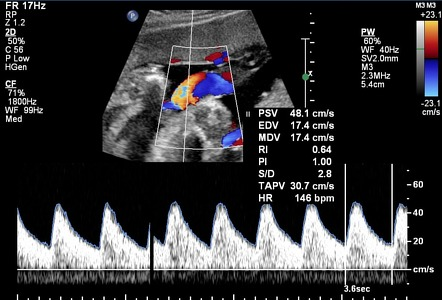 FR 17Hz
RP
Z 1.2
2D
50%
C 56
P Low
HGen
CF
71%
1800Hz
WF 99Hz
Med
P
M3 M3
+23.1
-23.1
cm/s
PW
60%
WF 40Hz
SV2.0mm
M3
2.3MHz
5.4cm
x
PSV 48.1 cm/s
EDV 17.4 cm/s
MDV 17.4 cm/s
RI 0.64
PI 1.00
S/D 2.8
TAPV 30.7 cm/s
HR 146 bpm
60
40
20
cm/s
3.6sec